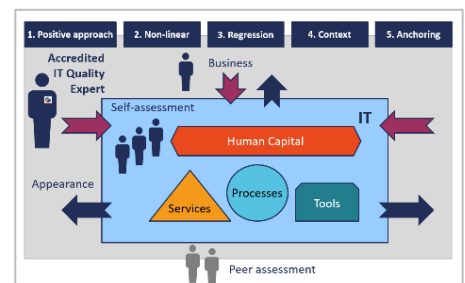 1. Positive approach
2. Non-linear
3. Regression
4. Context
5. Anchoring
Accredited
IT Quality
Expert
Business
Self-assessment
IT
Human Capital
Appearance
Processes
Services
Tools
Peer assessment